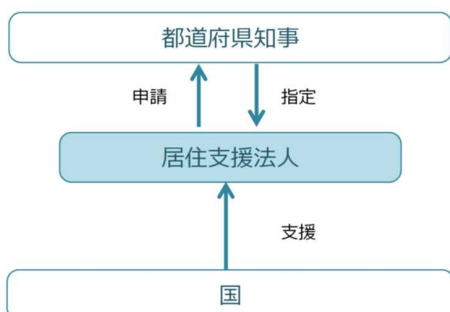 都道府県知事
申請
指定
居住支援法人
支援
国